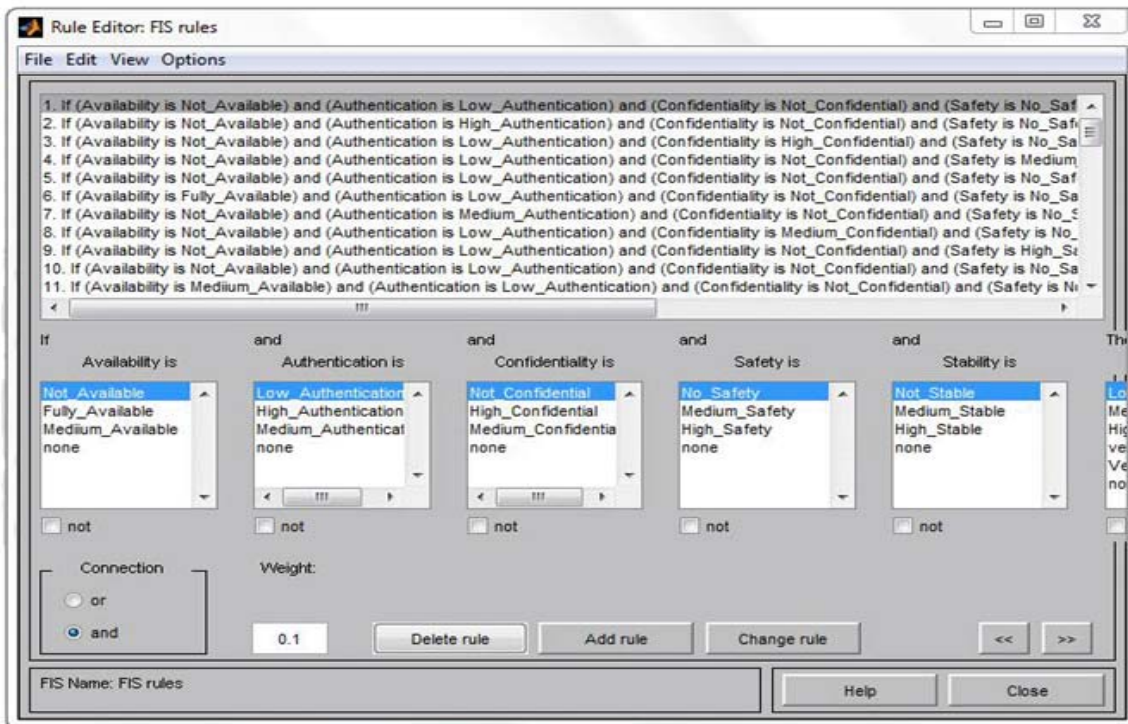 Rule Editor: FIS rules
File Edit View Options
1. If (Availability is Not_Available) and (Authentication is Low_Authentication) and (Confidentiality is Not_Confidential) and (Safety is No_Saf
2. If (Availability is Not_Available) and (Authentication is High_Authentication) and (Confidentiality is Not_Confidential) and (Safety is No_Safe
3. If (Availability is Not_Available) and (Authentication is Low_Authentication) and (Confidentiality is High_Confidential) and (Safety is No_Sa
4. If (Availability is Not_Available) and (Authentication is Low_Authentication) and (Confidentiality is Not_Confidential) and (Safety is Medium_
5. If (Availability is Not_Available) and (Authentication is Low_Authentication) and (Confidentiality is Not_Confidential) and (Safety is No_Saf
6. If (Availability is Fully_Available) and (Authentication is Low_Authentication) and (Confidentiality is Not_Confidential) and (Safety is No_Saf
7. If (Availability is Not_Available) and (Authentication is Medium_Authentication) and (Confidentiality is Not_Confidential) and (Safety is No_S
8. If (Availability is Not_Available) and (Authentication is Low_Authentication) and (Confidentiality is Medium_Confidential) and (Safety is No_
9. If (Availability is Not_Available) and (Authentication is Low_Authentication) and (Confidentiality is Not_Confidential) and (Safety is High_Sa
10. If (Availability is Not_Available) and (Authentication is Low_Authentication) and (Confidentiality is Not_Confidential) and (Safety is No_Sa
11. If (Availability is Mediium_Available) and (Authentication is Low_Authentication) and (Confidentiality is Not_Confidential) and (Safety is N
If and and and and The
Availability is Authentication is Confidentiality is Safety is Stability is
Not_Available Low_Authentication Not_Confidential No_Safety Not_Stable Lo
Fully_Available High_Authentication High_Confidential Medium_Safety Medium_Stable Me
Mediium_Available Medium_Authenticat Medium_Confidentia High_Safety High_Stable Hig
none none none none none ve
Ve
no
not not not not not
Connection Weight:
or
and 0.1 Delete rule Add rule Change rule << >>
FIS Name: FIS rules Help Close